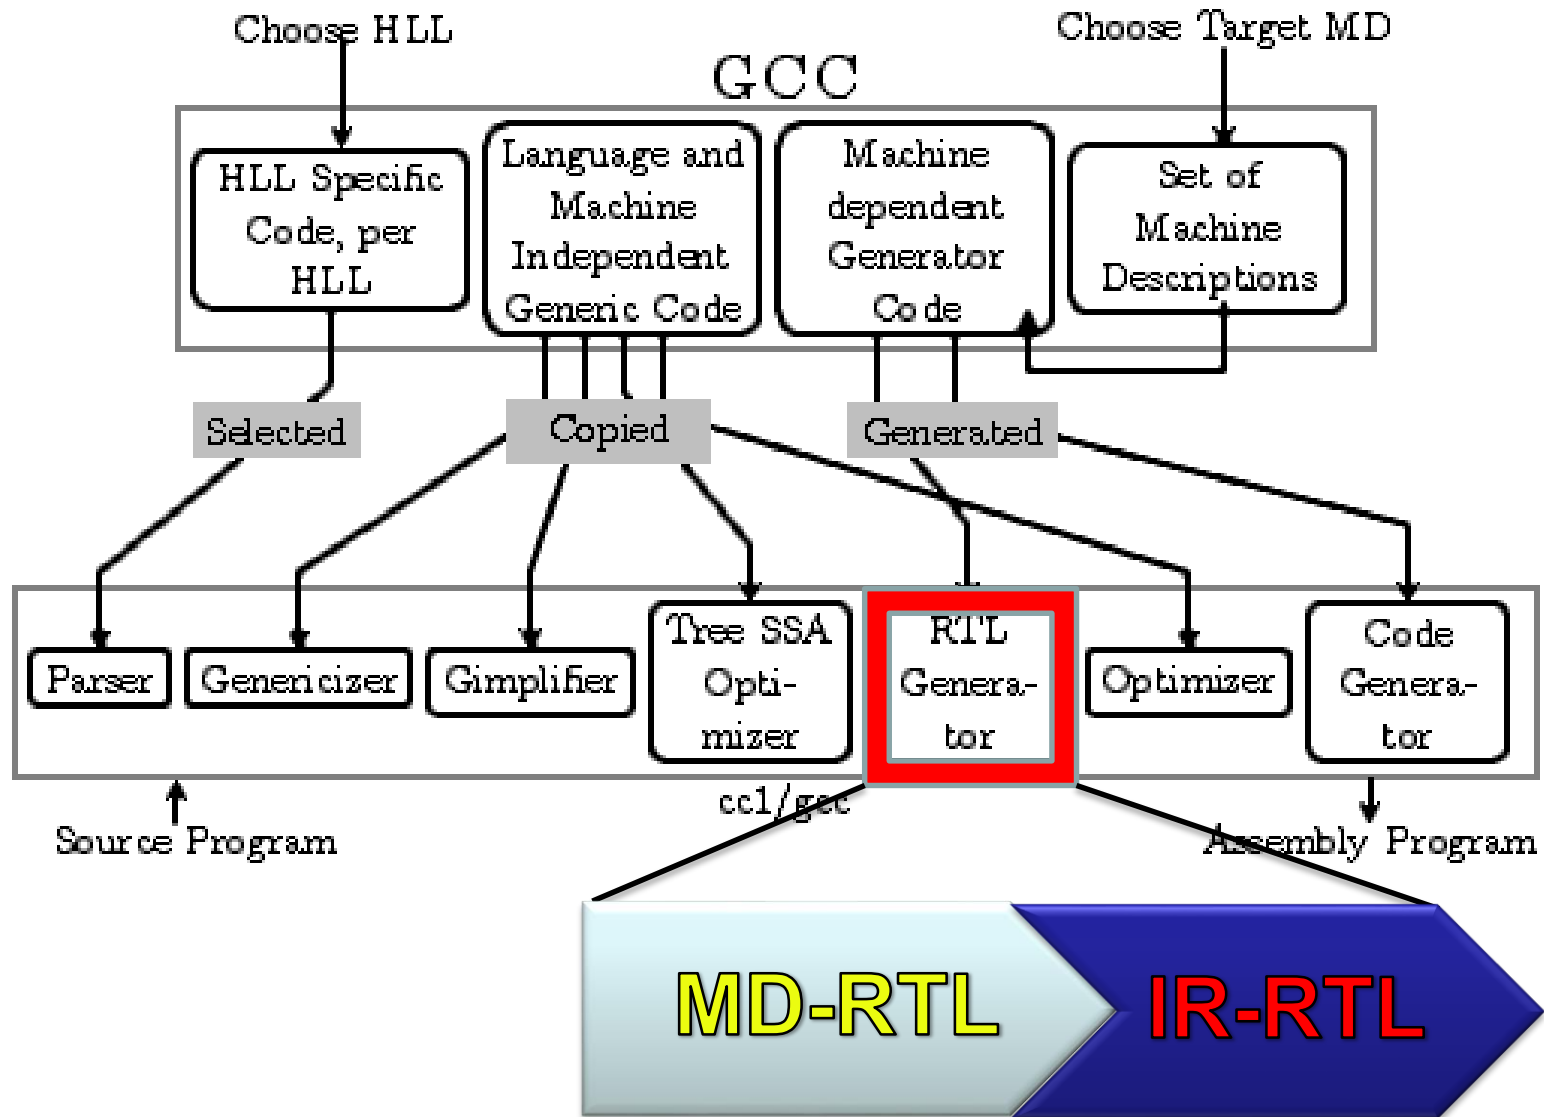 Choose HLL
Choose Target MD
GCC
HLL Specific
Code, per
HLL
Language and
Machine
Independent
Generic Code
Machine
dependent
Generator
Code
Set of
Machine
Descriptions
Selected
Copied
Generated
Parser
Genericizer
Gimplifier
Tree SSA
Opti-
mizer
RTL
Genera-
tor
Optimizer
Code
Genera-
tor
cc1/gcc
Source Program
Assembly Program
MD-RTL
IR-RTL